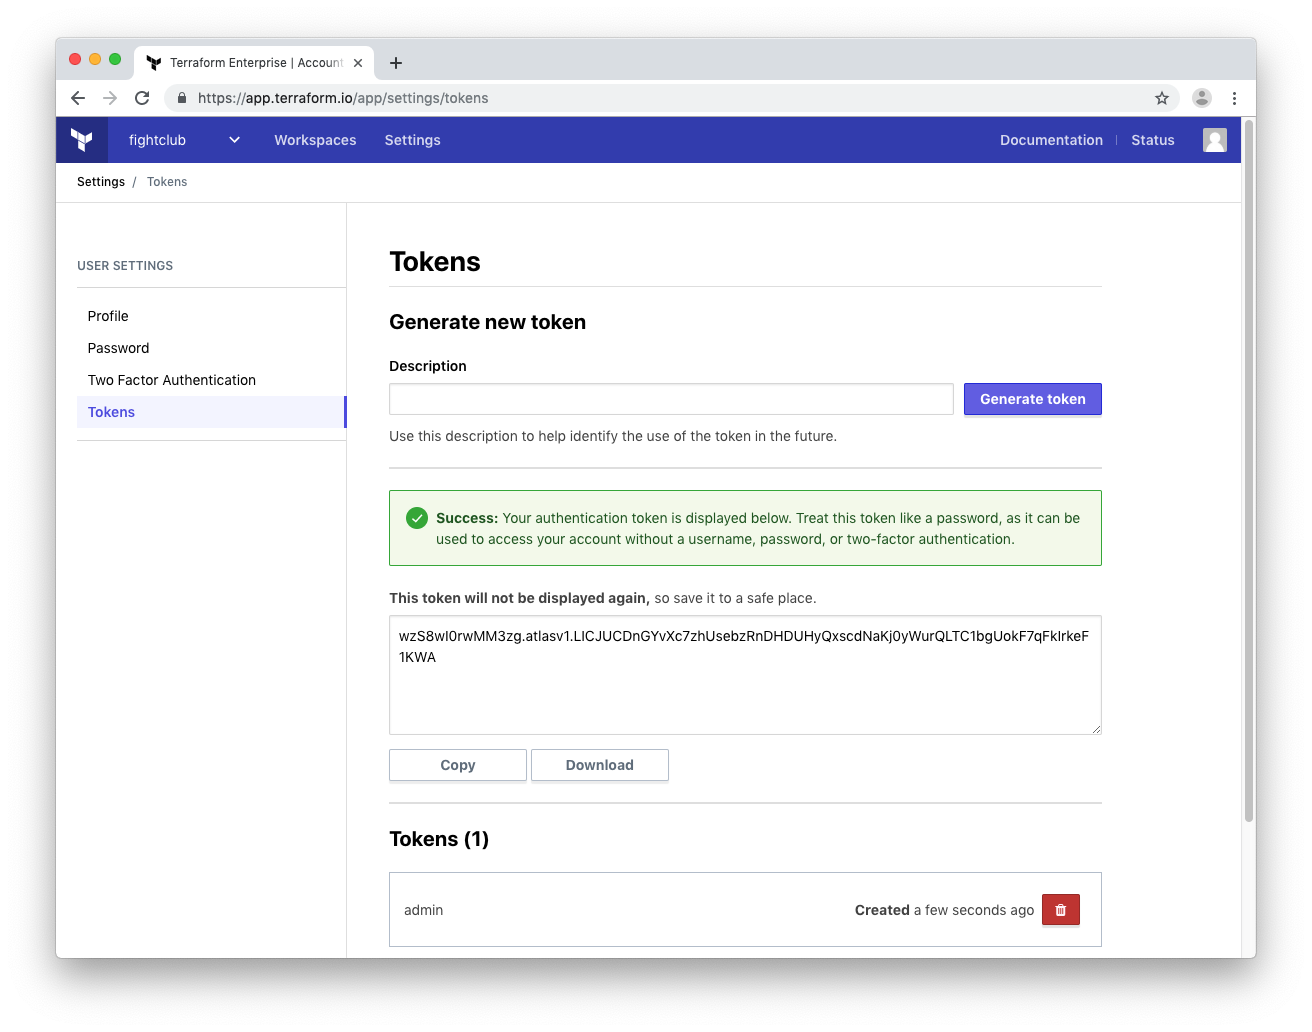 Terraform Enterprise | Account
https://app.terraform.io/app/settings/tokens
fightclub Workspaces Settings Documentation | Status
Settings / Tokens
USER SETTINGS
Profile
Password
Two Factor Authentication
Tokens
Tokens
Generate new token
Description
Generate token
Use this description to help identify the use of the token in the future.
Success: Your authentication token is displayed below. Treat this token like a password, as it can be
used to access your account without a username, password, or two-factor authentication.
This token will not be displayed again, so save it to a safe place.
wzS8wI0rwMM3zg.atlasv1.LICJUCDnGYvXc7zhUsebzRnDHDUHyQxscdNaKj0yWurQLTC1bgUokF7qFkIrkeF
1KWA
Copy Download
Tokens (1)
admin Created a few seconds ago